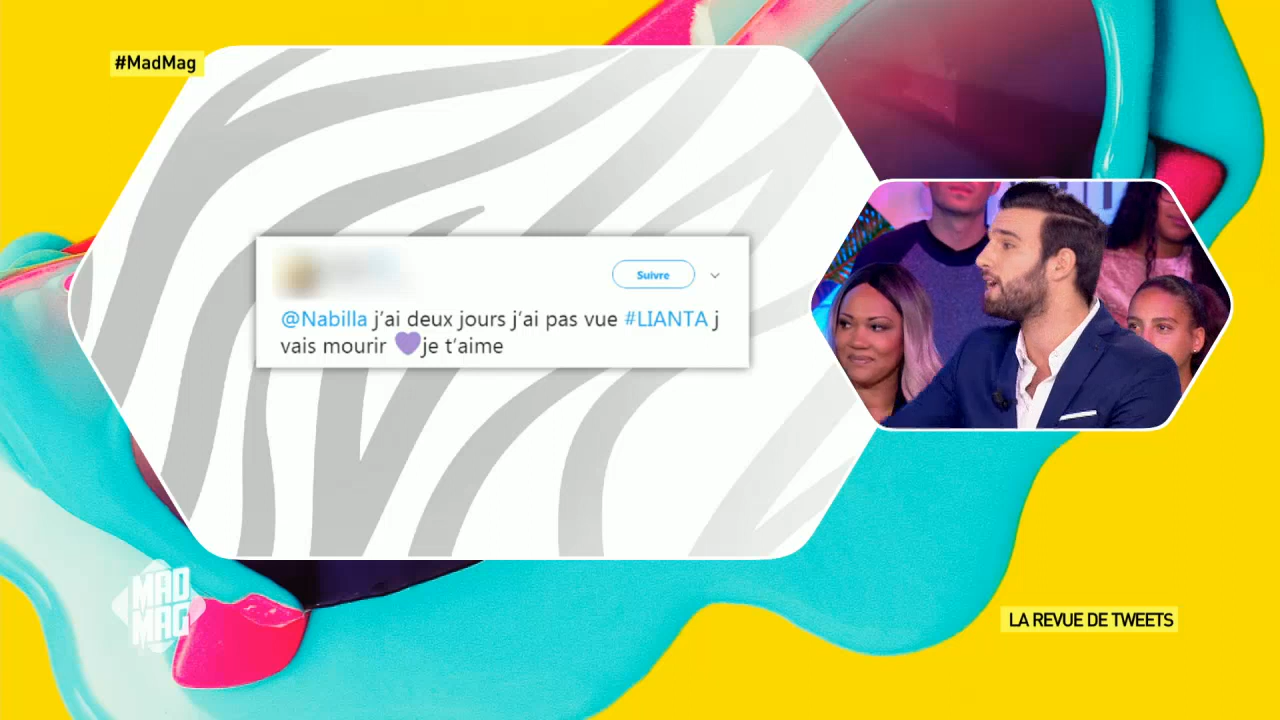 #MadMag
Suivre
@Nabilla j'ai deux jours j'ai pas vue #LIANTA j
vais mourir 💜je t'aime
MAD
MAG
LA REVUE DE TWEETS